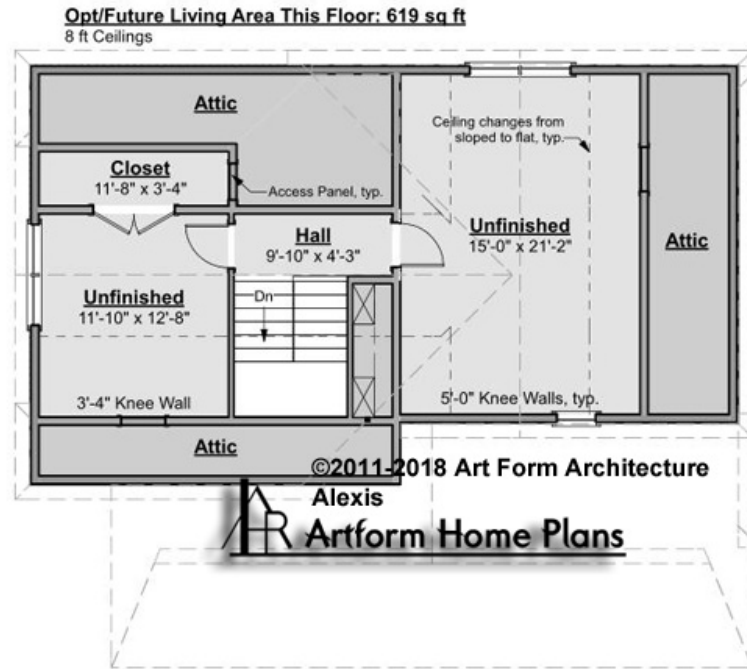 Opt/Future Living Area This Floor: 619 sq ft
8 ft Ceilings
Attic
Ceiling changes from
sloped to flat, typ.
Closet
11'-8" x 3'-4"
Access Panel, typ.
Hall
9'-10" x 4'-3"
Unfinished
15'-0" x 21'-2"
Attic
Unfinished
11'-10" x 12'-8"
Dn
3'-4" Knee Wall
5'-0" Knee Walls, typ.
Attic
©2011-2018 Art Form Architecture
Alexis
Artform Home Plans